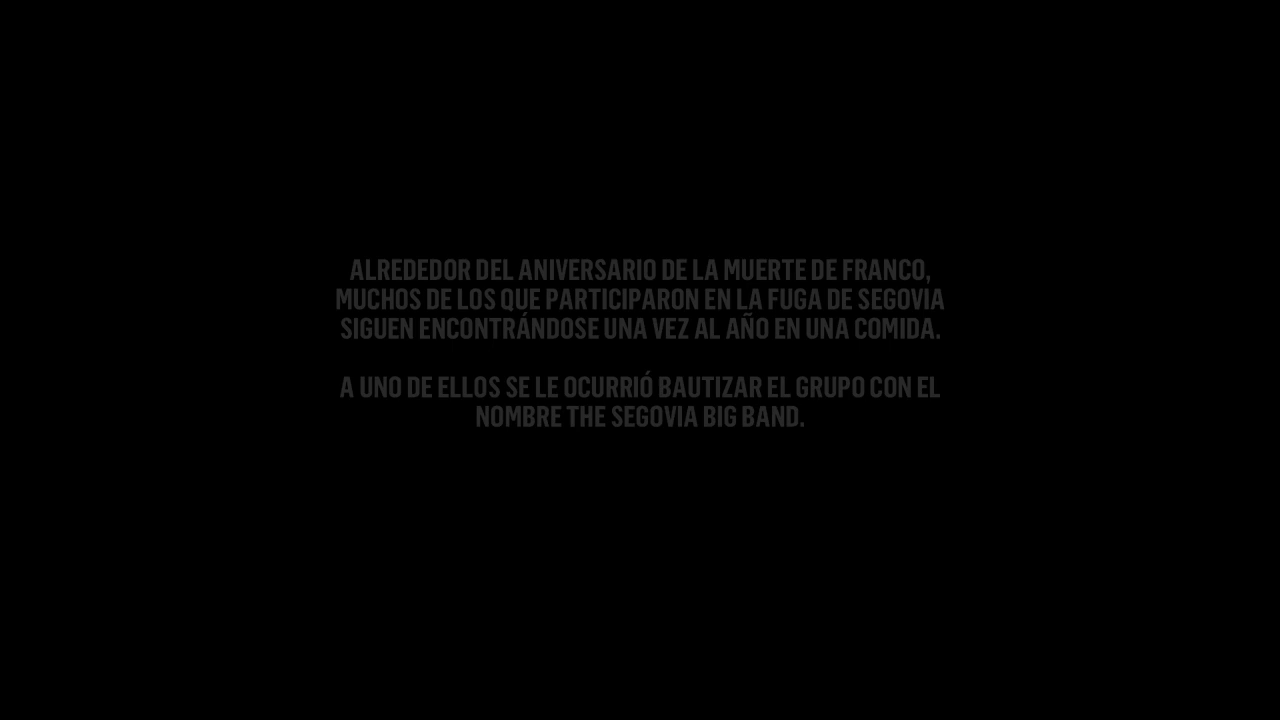 ALREDEDOR DEL ANIVERSARIO DE LA MUERTE DE FRANCO,
MUCHOS DE LOS QUE PARTICIPARON EN LA FUGA DE SEGOVIA
SIGUEN ENCONTRÁNDOSE UNA VEZ AL AÑO EN UNA COMIDA.
A UNO DE ELLOS SE LE OCURRIÓ BAUTIZAR EL GRUPO CON EL
NOMBRE THE SEGOVIA BIG BAND.